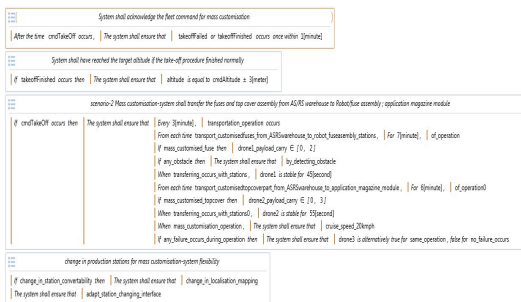 System shall acknowledge the fleet command for mass customisation
After the time cmdTakeOff occurs, The system shall ensure that takeoffFailed or takeoffFinished occurs once within 1[minute]
System shall have reached the target altitude if the take-off procedure finished normally
If takeoffFinished occurs then The system shall ensure that altitude is equal to cmdAltitude ± 3[meter]
scenario-2 Mass customisation-system shall transfer the fuses and top cover assembly from AS/RS warehouse to Robot/fuse assembly ; application magazine module
If cmdTakeOff occurs then The system shall ensure that Every 3[minute], transportation_operation occurs
From each time transport_customisedfuses_from_ASRSwarehouse_to_robot_fuseassembly_stations, For 7[minute], of_operation
If mass_customised_fuse then drone1_payload_carry ∈ [0, 2]
If any_obstacle then The system shall ensure that by_detecting_obstacle
When transferring_occurs_with_stations, drone1 is stable for 45[second]
From each time transport_customisedtopcoverpart_from_ASRSwarehouse_to_application_magazine_module, For 8[minute], of_operation0
If mass_customised_topcover then drone2_payload_carry ∈ [0, 3]
When transferring_occurs_with_stations0, drone2 is stable for 55[second]
When mass_customisation_operation, The system shall ensure that cruise_speed_20kmph
If any_failure_occurs_during_operation then The system shall ensure that drone3 is alternatively true for same_operation, false for no_failure_occurs
change in production stations for mass customisation-system flexibility
If change_in_station_convertability then The system shall ensure that change_in_localisation_mapping
The system shall ensure that adapt_station_changing_interface